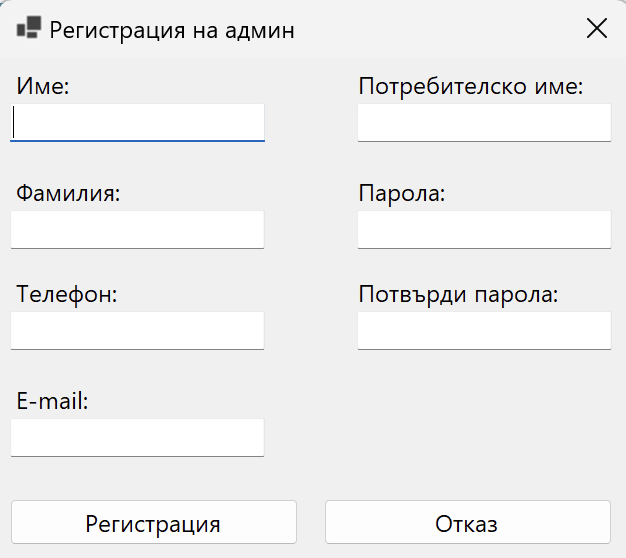 Регистрация на админ
Име:
Потребителско име:
Фамилия:
Парола:
Телефон:
Потвърди парола:
E-mail:
Регистрация
Отказ